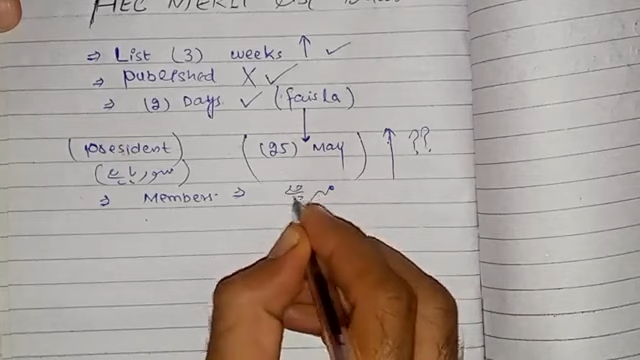 HEC MERIT
⇒ List (3) weeks ↑ ✓
⇒ published X ✓
⇒ (2) Days ✓ (faisla)
(president) ((25) May) ↑ ??
⇒ Members ⇒